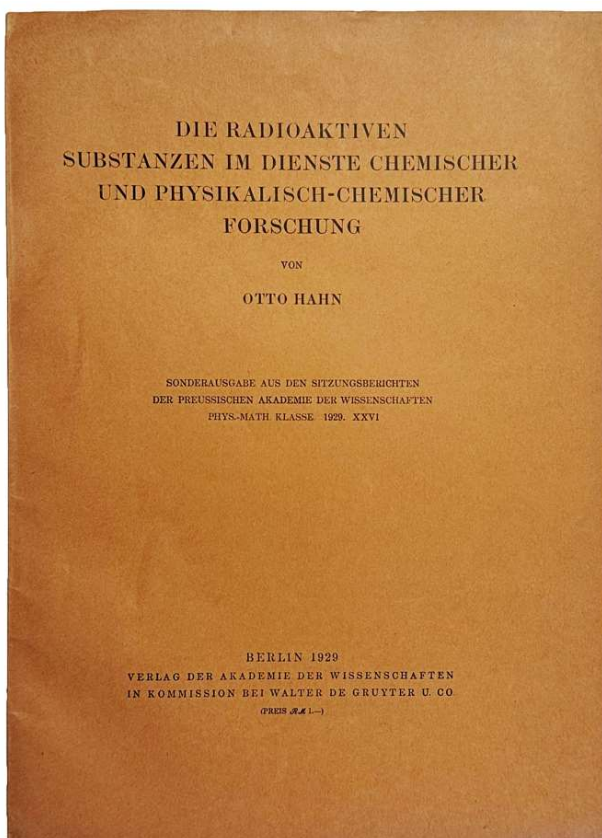 DIE RADIOAKTIVEN
SUBSTANZEN IM DIENSTE CHEMISCHER
UND PHYSIKALISCH-CHEMISCHER
FORSCHUNG
VON
OTTO HAHN
SONDERAUSGABE AUS DEN SITZUNGSBERICHTEN
DER PREUSSISCHEN AKADEMIE DER WISSENSCHAFTEN
PHYS.-MATH. KLASSE. 1929. XXVI
BERLIN 1929
VERLAG DER AKADEMIE DER WISSENSCHAFTEN
IN KOMMISSION BEI WALTER DE GRUYTER U. CO.
(PREIS ℛℳ 1.—)